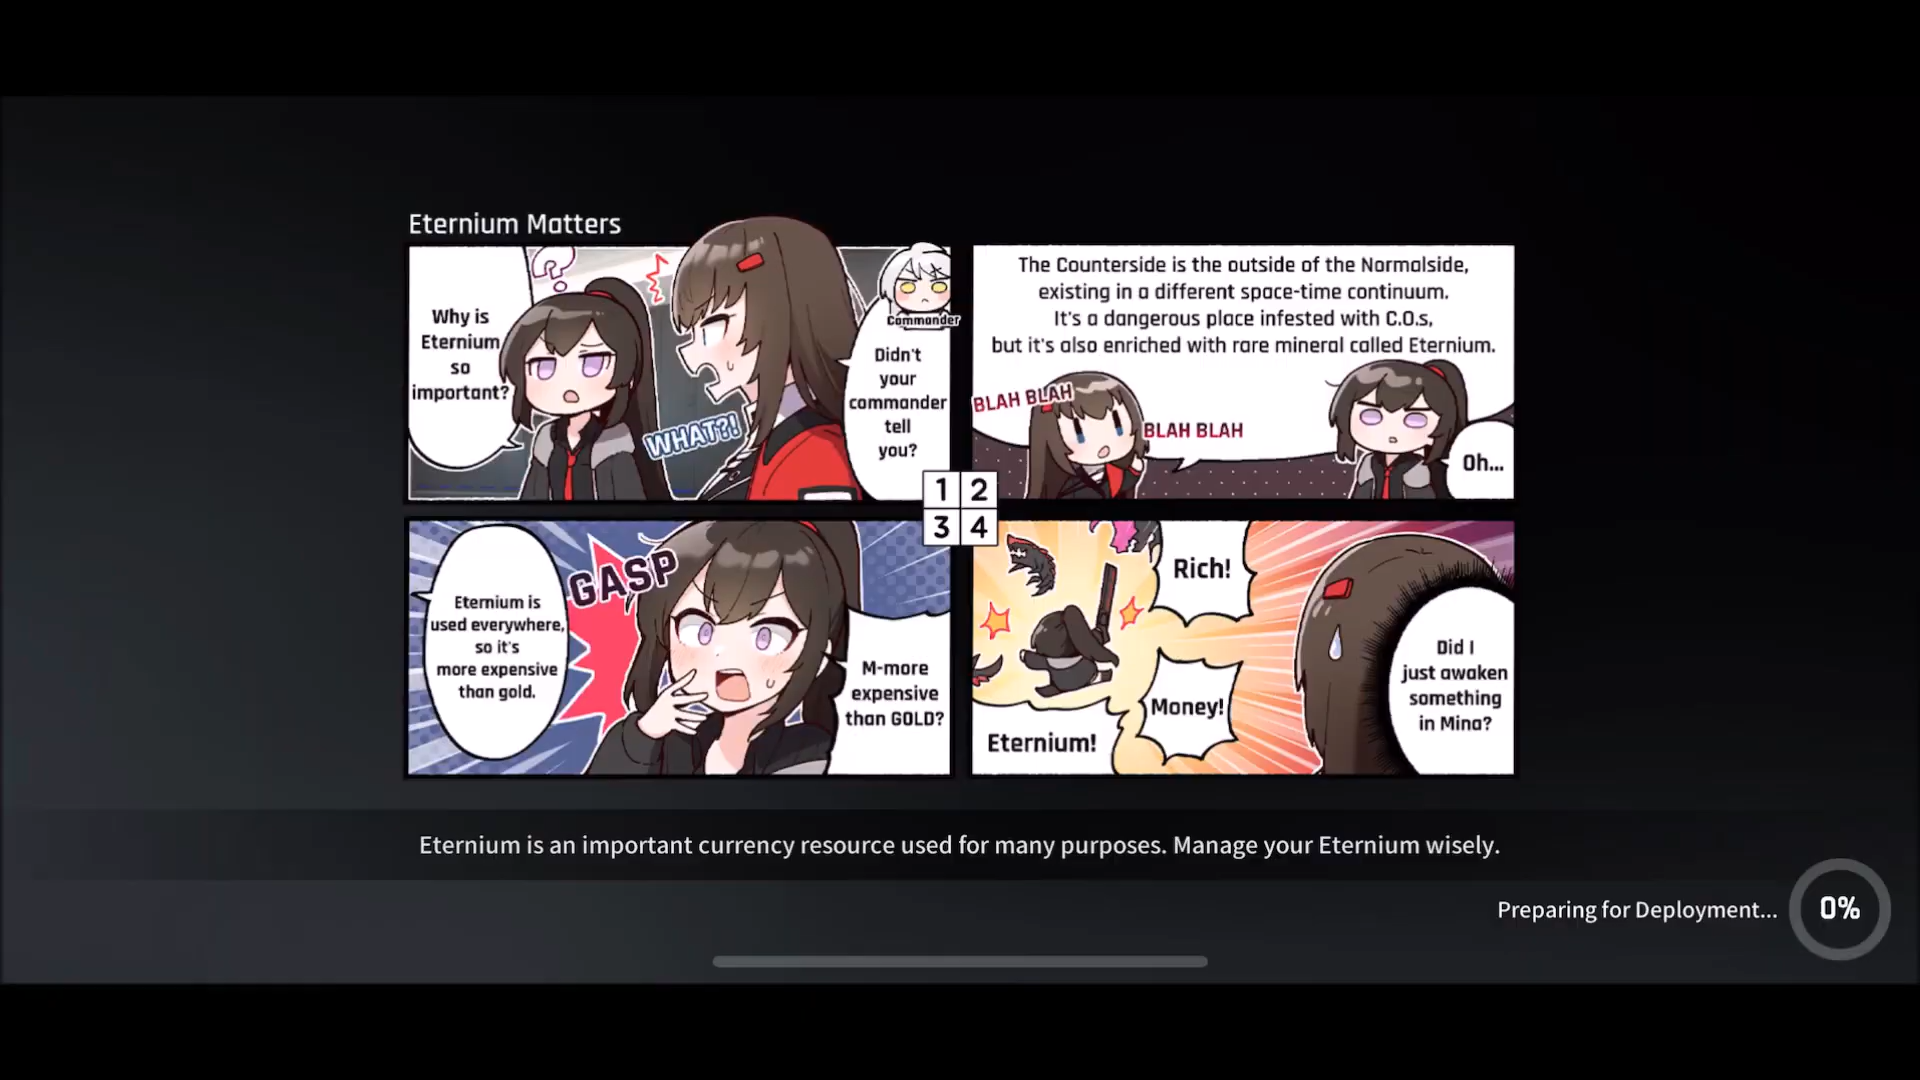 Eternium Matters
Why is
Eternium
so
important?
WHAT?!
Commander
Didn't
your
commander
tell
you?
The Counterside is the outside of the Normalside,
existing in a different space-time continuum.
It's a dangerous place infested with C.O.s,
but it's also enriched with rare mineral called Eternium.
BLAH BLAH
BLAH BLAH
Oh...
1 2
3 4
Eternium is
used everywhere,
so it's
more expensive
than gold.
GASP
M-more
expensive
than GOLD?
Rich!
Money!
Eternium!
Did I
just awaken
something
in Mina?
Eternium is an important currency resource used for many purposes. Manage your Eternium wisely.
Preparing for Deployment...
0%